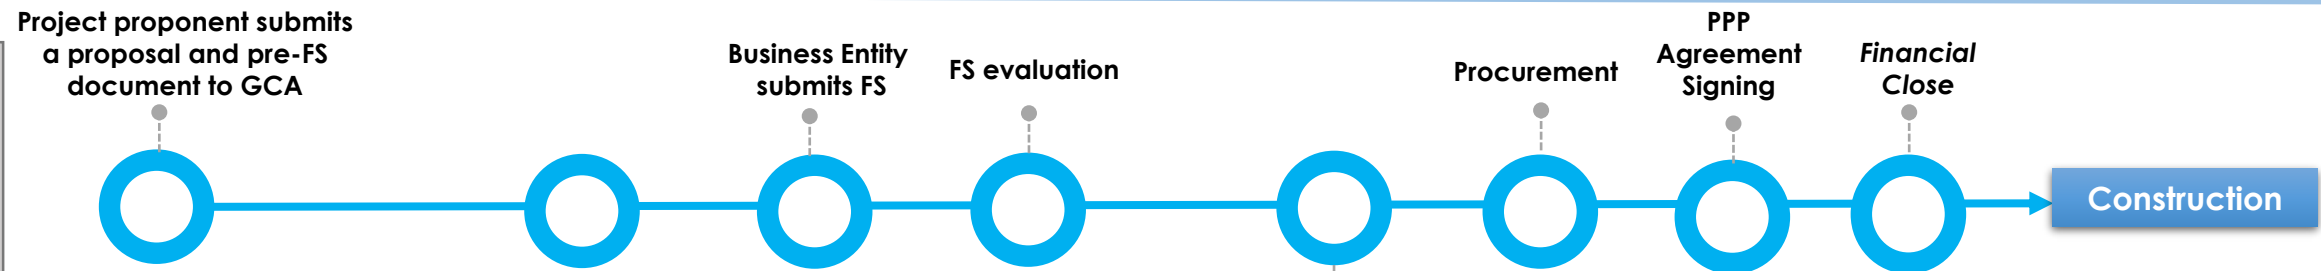 Project proponent submits
a proposal and pre-FS
document to GCA
Business Entity
submits FS
FS evaluation
Procurement
PPP
Agreement
Signing
Financial
Close
Construction